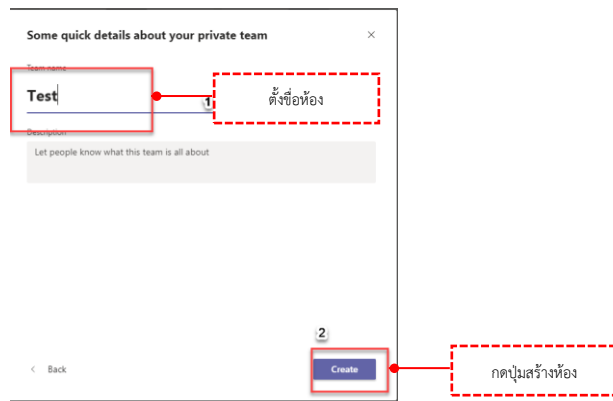 Some quick details about your private team
Team name
Test
1
ตั้งชื่อห้อง
Description
Let people know what this team is all about
2
< Back
Create
กดปุ่มสร้างห้อง